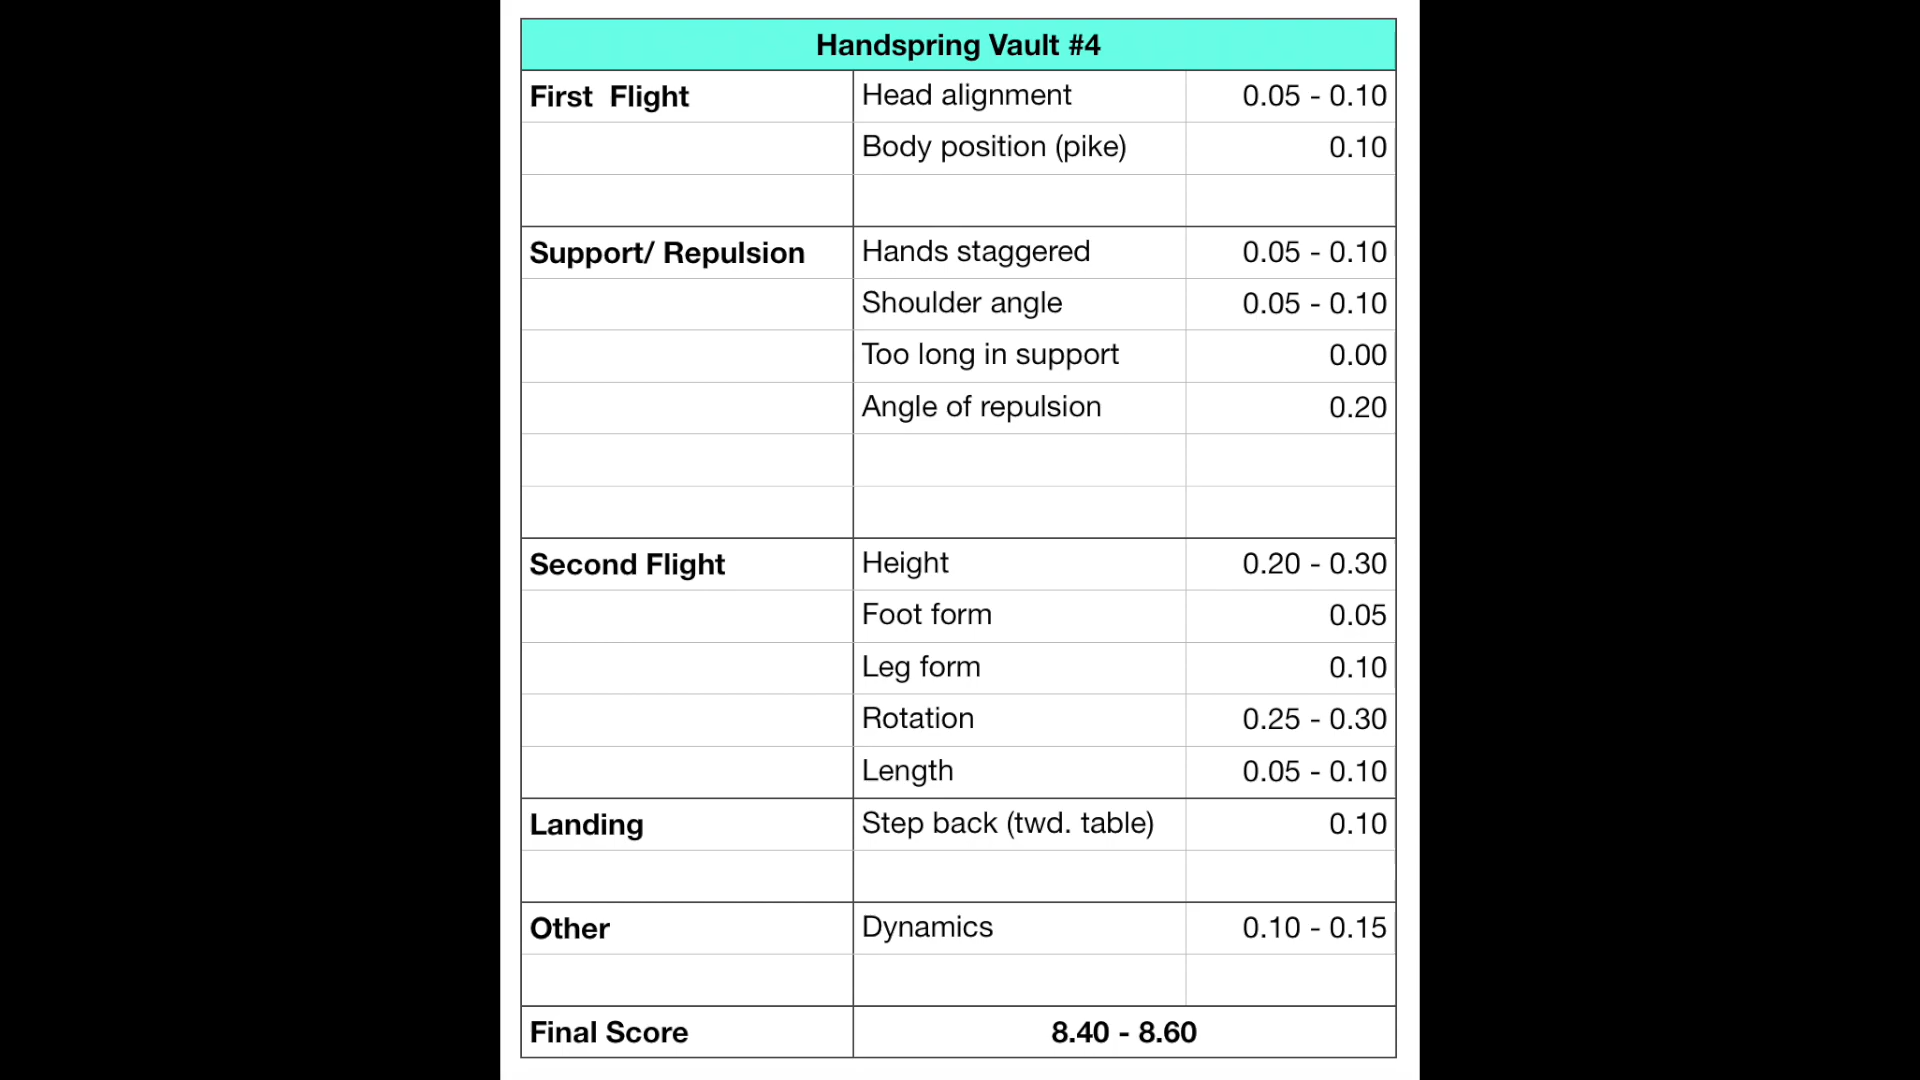 Handspring Vault #4
First Flight Head alignment 0.05 - 0.10
Body position (pike) 0.10
Support/ Repulsion Hands staggered 0.05 - 0.10
Shoulder angle 0.05 - 0.10
Too long in support 0.00
Angle of repulsion 0.20
Second Flight Height 0.20 - 0.30
Foot form 0.05
Leg form 0.10
Rotation 0.25 - 0.30
Length 0.05 - 0.10
Landing Step back (twd. table) 0.10
Other Dynamics 0.10 - 0.15
Final Score 8.40 - 8.60